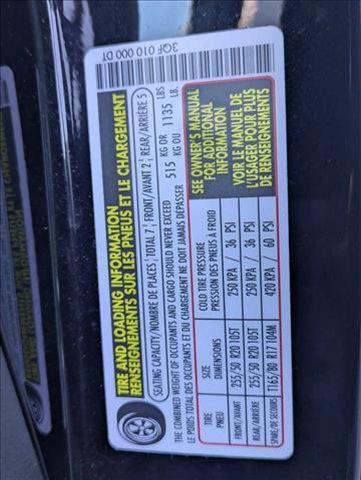 3QF 010 000 DT
TIRE AND LOADING INFORMATION
RENSEIGNEMENTS SUR LES PNEUS ET LE CHARGEMENT
SEATING CAPACITY/NOMBRE DE PLACES TOTAL 7 FRONT/AVANT 2 REAR/ARRIÈRE 5
THE COMBINED WEIGHT OF OCCUPANTS AND CARGO SHOULD NEVER EXCEED 515 KG OR 1135 LBS
LE POIDS TOTAL DES OCCUPANTS ET DU CHARGEMENT NE DOIT JAMAIS DÉPASSER 515 KG OU 1135 LB.
TIRE SIZE COLD TIRE PRESSURE
PNEU DIMENSIONS PRESSION DES PNEUS À FROID
FRONT/AVANT 255/50 R20 105T 250 KPA / 36 PSI
REAR/ARRIÈRE 255/50 R20 105T 250 KPA / 36 PSI
SPARE/DE SECOURS T165/80 R17 104M 420 KPA / 60 PSI
SEE OWNER'S MANUAL
FOR ADDITIONAL
INFORMATION
VOIR LE MANUEL DE
L'USAGER POUR PLUS
DE RENSEIGNEMENTS